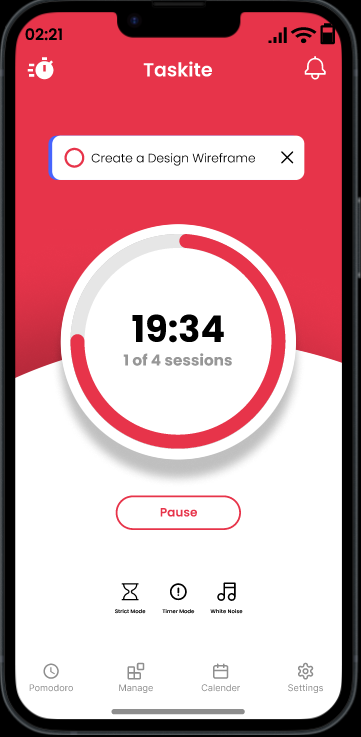 02:21
Taskite
Create a Design Wireframe
19:34
1 of 4 sessions
Pause
Strict Mode Timer Mode White Noise
Pomodoro Manage Calender Settings